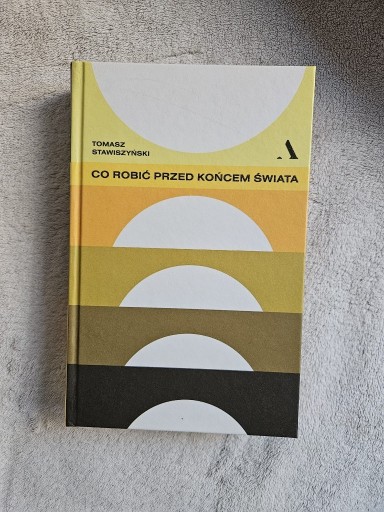 TOMASZ
STAWISZYŃSKI
A
CO ROBIĆ PRZED KOŃCEM ŚWIATA